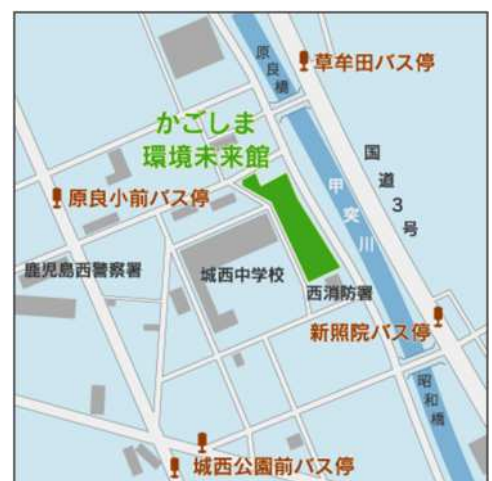 原良橋
草牟田バス停
かごしま
環境未来館
国道3号
甲突川
原良小前バス停
鹿児島西警察署
城西中学校
西消防署
新照院バス停
昭和橋
城西公園前バス停